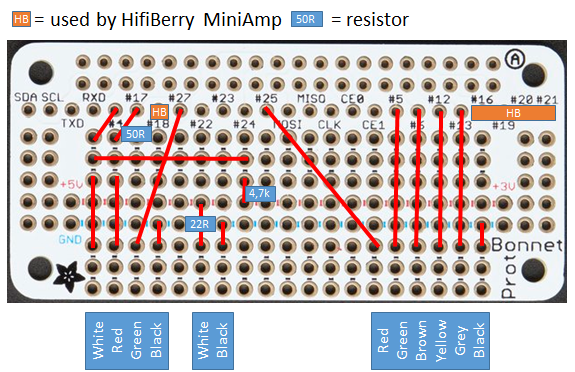 HB = used by HifiBerry MiniAmp 50R = resistor
A
SDA SCL RXD #17 #27 #23 #25 MISO CE0 #5 #12 #16 #20 #21
HB HB
TXD #4 #18 #22 #24 MOSI CLK CE1 #6 #13 #19
50R
+5V 4,7k +3V
22R
GND
Proto Bonnet
White Red Green Black
White Black
Red Green Brown Yellow Grey Black